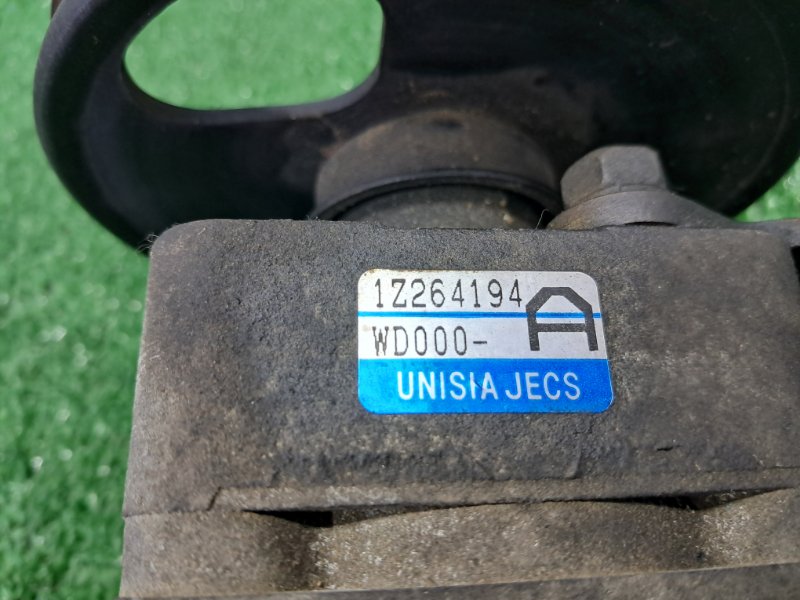 1Z264194
WD000- A
UNISIA JECS